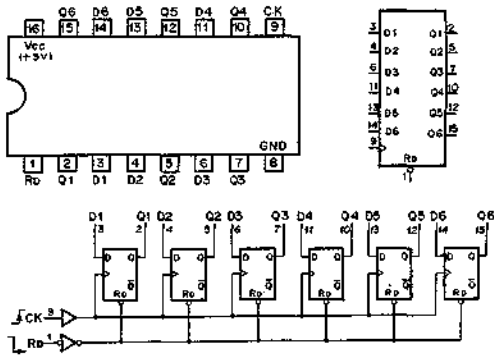 Q6 D6 D5 Q5 D4 Q4 CK
16 15 14 13 12 11 10 9
Vcc
(+5V)
GND
1 2 3 4 5 6 7 8
RD Q1 D1 D2 Q2 D3 Q3
3 D1 Q1 2
4 D2 Q2 5
6 D3 Q3 7
11 D4 Q4 10
13 D5 Q5 12
14 D6 Q6 15
9
RD
1
D1 Q1 D2 Q2 D3 Q3 D4 Q4 D5 Q5 D6 Q6
3 2 4 5 6 7 11 10 13 12 14 15
D Q D Q D Q D Q D Q D Q
Q̅ Q̅ Q̅ Q̅ Q̅ Q̅
RD RD RD RD RD RD
CK 9
RD 1